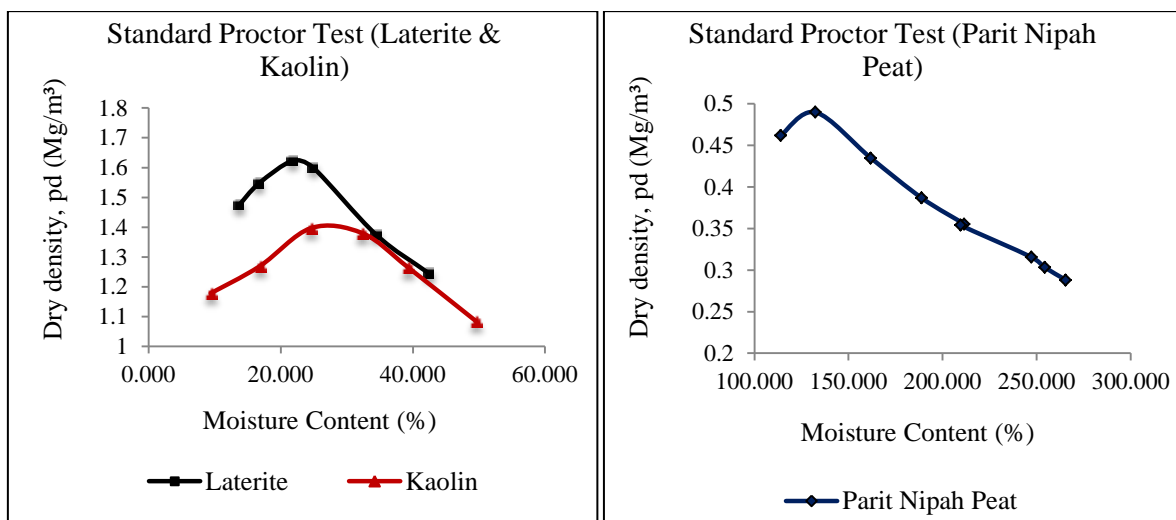 Standard Proctor Test (Laterite &
Kaolin)
Dry density, pd (Mg/m³)
1.8
1.7
1.6
1.5
1.4
1.3
1.2
1.1
1
0.000
20.000
40.000
60.000
Moisture Content (%)
Laterite
Kaolin
Standard Proctor Test (Parit Nipah
Peat)
Dry density, pd (Mg/m³)
0.5
0.45
0.4
0.35
0.3
0.25
0.2
100.000
150.000
200.000
250.000
300.000
Moisture Content (%)
Parit Nipah Peat